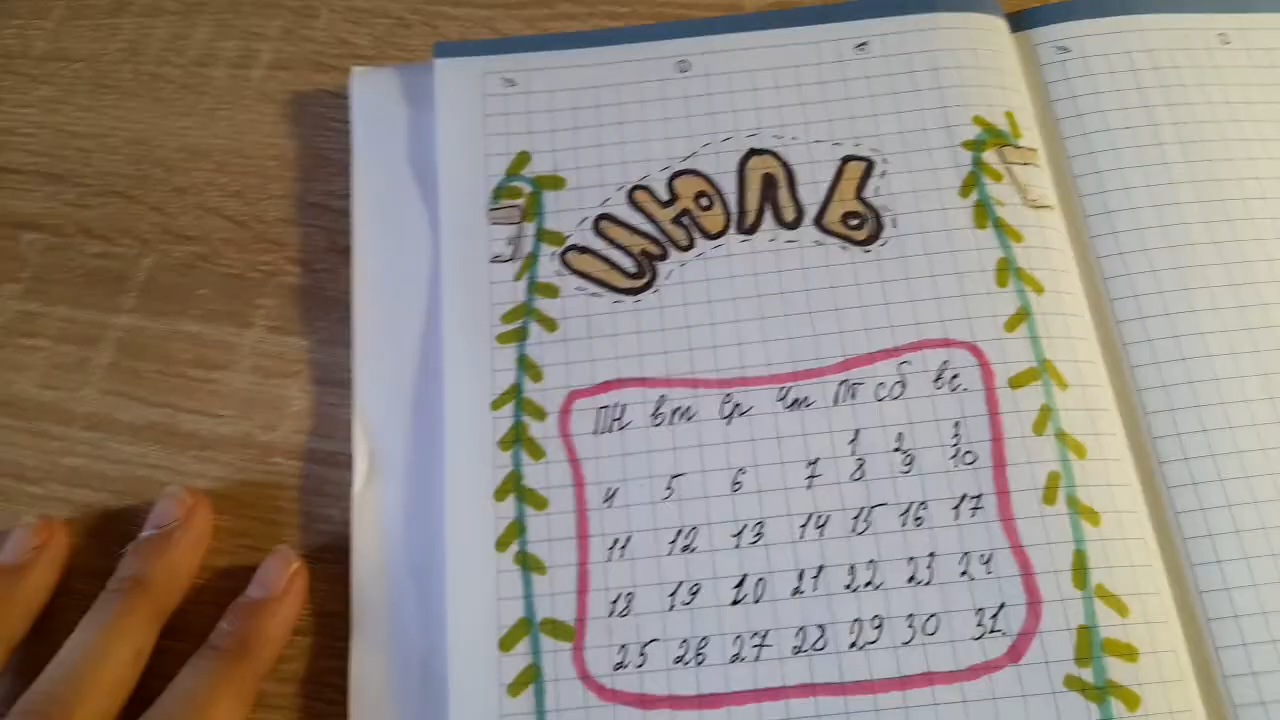 июль
пн вт ср чт пт сб вс.
1 2 3
4 5 6 7 8 9 10
11 12 13 14 15 16 17
18 19 20 21 22 23 24
25 26 27 28 29 30 31.